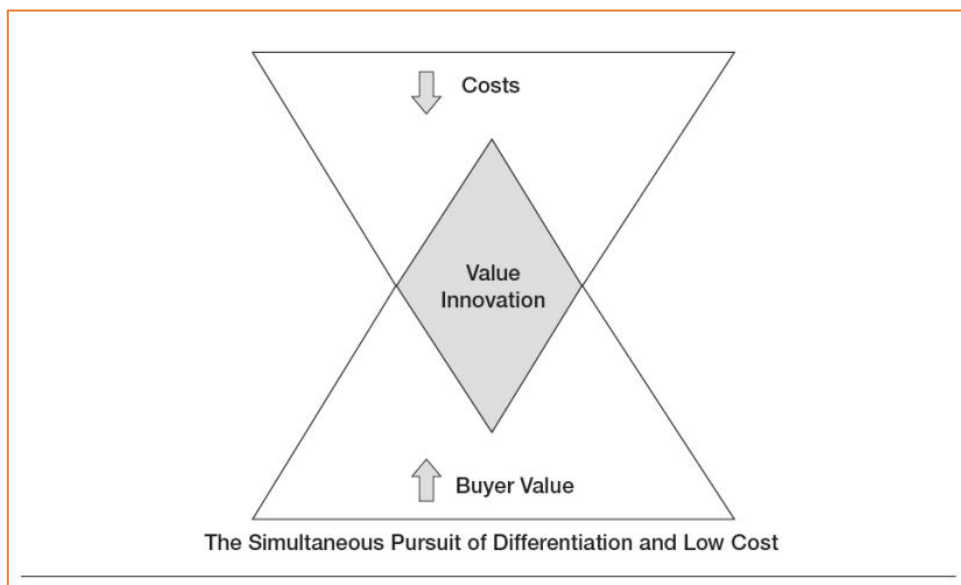 Costs
Value
Innovation
Buyer Value
The Simultaneous Pursuit of Differentiation and Low Cost